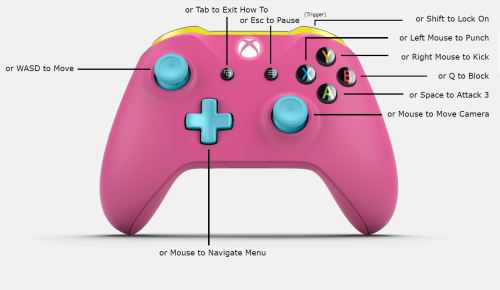 or Tab to Exit How To
or Esc to Pause
(Trigger)
or Shift to Lock On
or Left Mouse to Punch
or Right Mouse to Kick
or WASD to Move
or Q to Block
or Space to Attack 3
or Mouse to Move Camera
Y
X
B
A
or Mouse to Navigate Menu